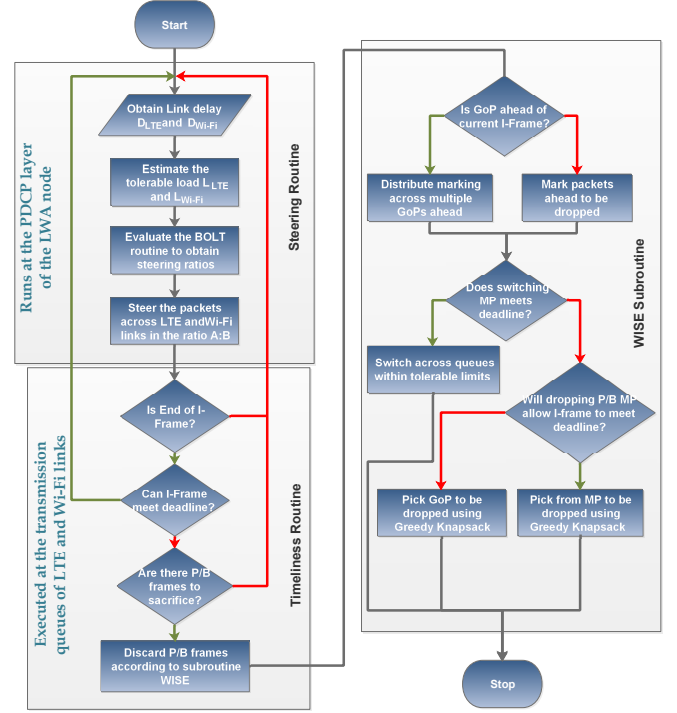 Start
Runs at the PDCP layer
of the LWA node
Steering Routine
Obtain Link delay
DLTEand DWi-Fi
Estimate the
tolerable load L LTE
and LWi-Fi
Evaluate the BOLT
routine to obtain
steering ratios
Steer the packets
across LTE andWi-Fi
links in the ratio A:B
Executed at the transmission
queues of LTE and Wi-Fi links
Timeliness Routine
Is End of I-
Frame?
Can I-Frame
meet deadline?
Are there P/B
frames to
sacrifice?
Discard P/B frames
according to subroutine
WISE
WISE Subroutine
Is GoP ahead of
current I-Frame?
Distribute marking
across multiple
GoPs ahead
Mark packets
ahead to be
dropped
Does switching
MP meets
deadline?
Switch across queues
within tolerable limits
Will dropping P/B MP
allow I-frame to meet
deadline?
Pick GoP to be
dropped using
Greedy Knapsack
Pick from MP to be
dropped using
Greedy Knapsack
Stop